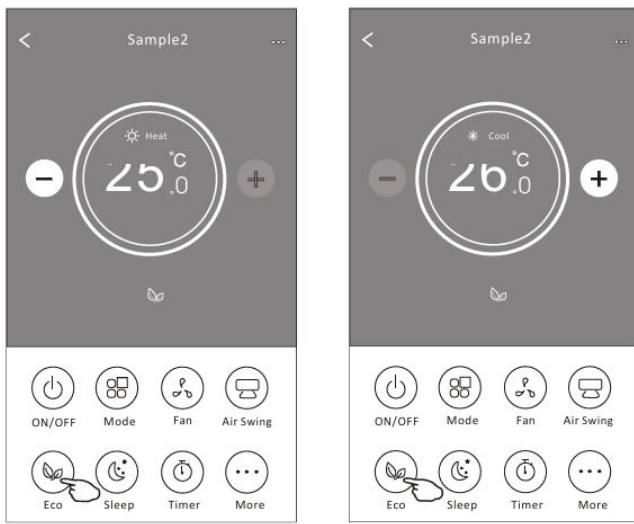 Sample2
...
Heat
25.0 °C
ON/OFF Mode Fan Air Swing
Eco Sleep Timer More
Sample2
...
Cool
26.0 °C
ON/OFF Mode Fan Air Swing
Eco Sleep Timer More